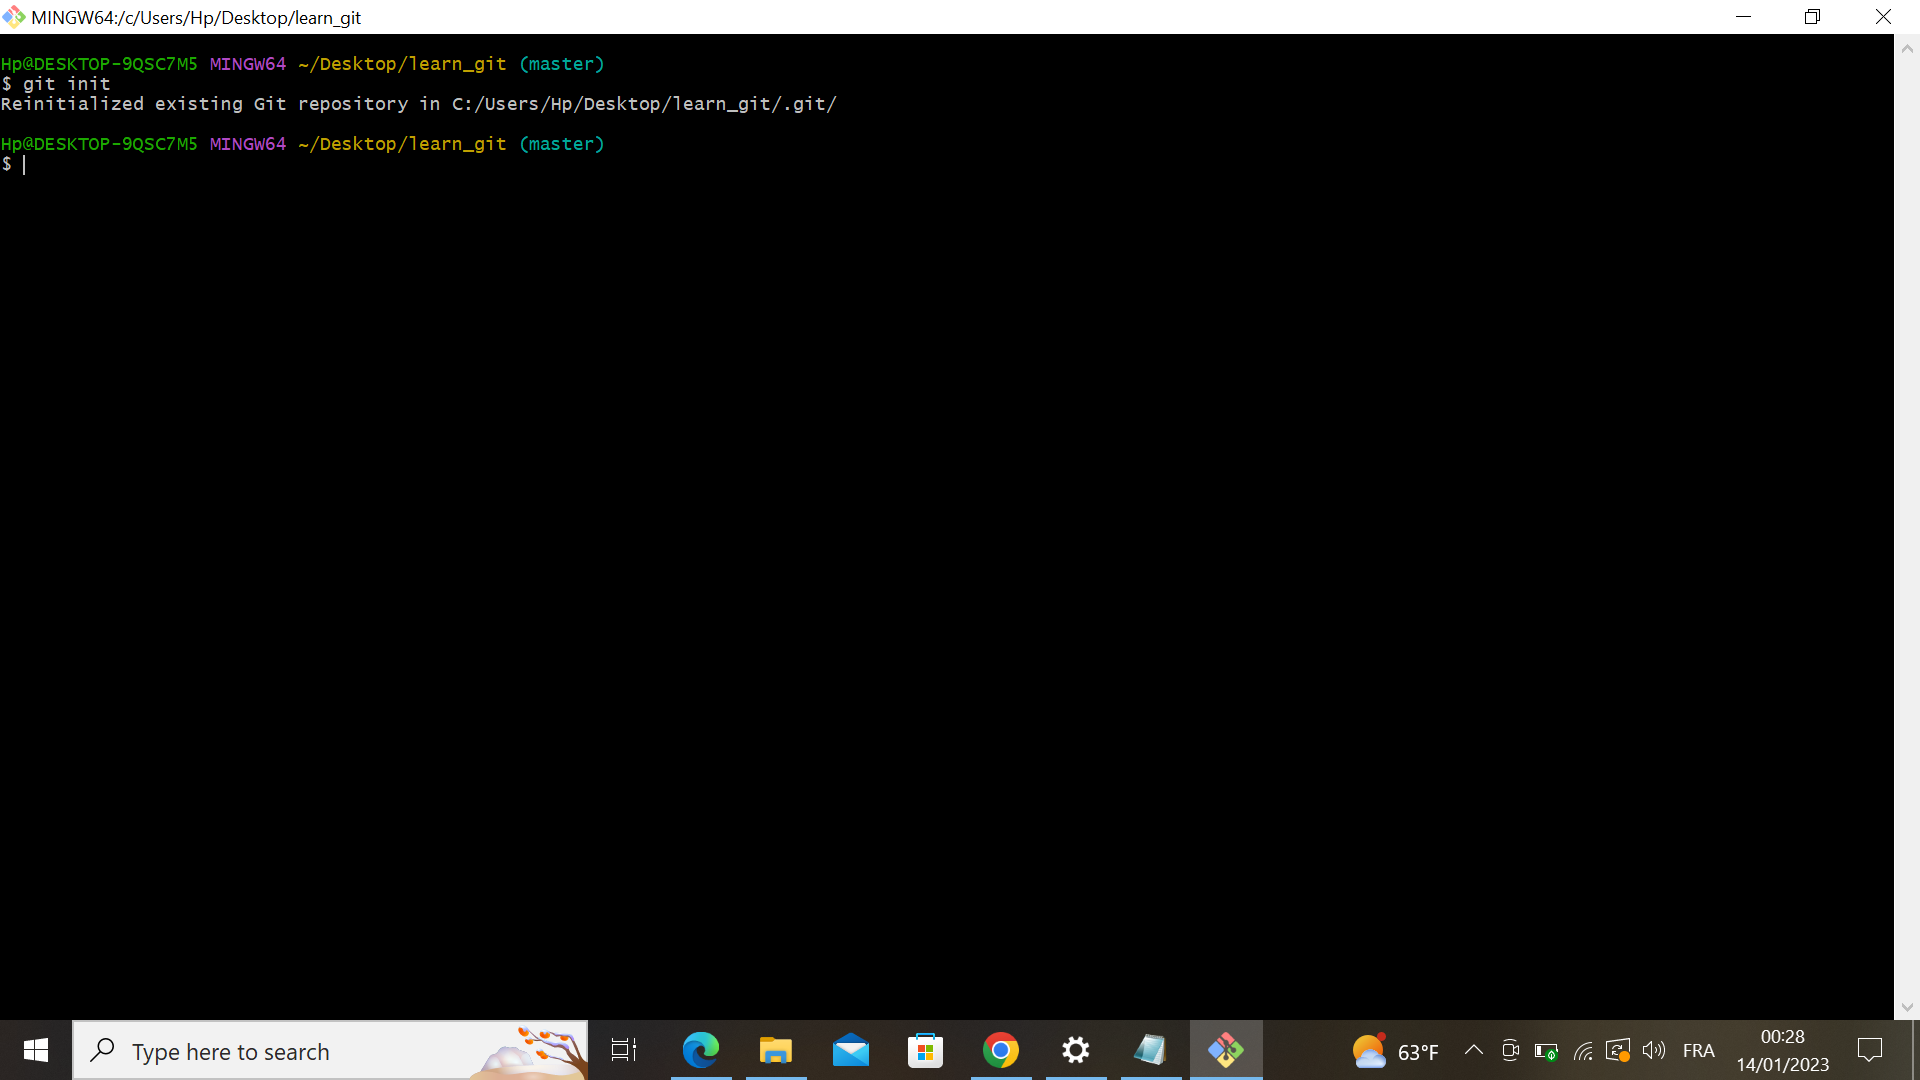 MINGW64:/c/Users/Hp/Desktop/learn_git
Hp@DESKTOP-9QSC7M5 MINGW64 ~/Desktop/learn_git (master)
$ git init
Reinitialized existing Git repository in C:/Users/Hp/Desktop/learn_git/.git/
Hp@DESKTOP-9QSC7M5 MINGW64 ~/Desktop/learn_git (master)
$
Type here to search
63°F
FRA
00:28
14/01/2023